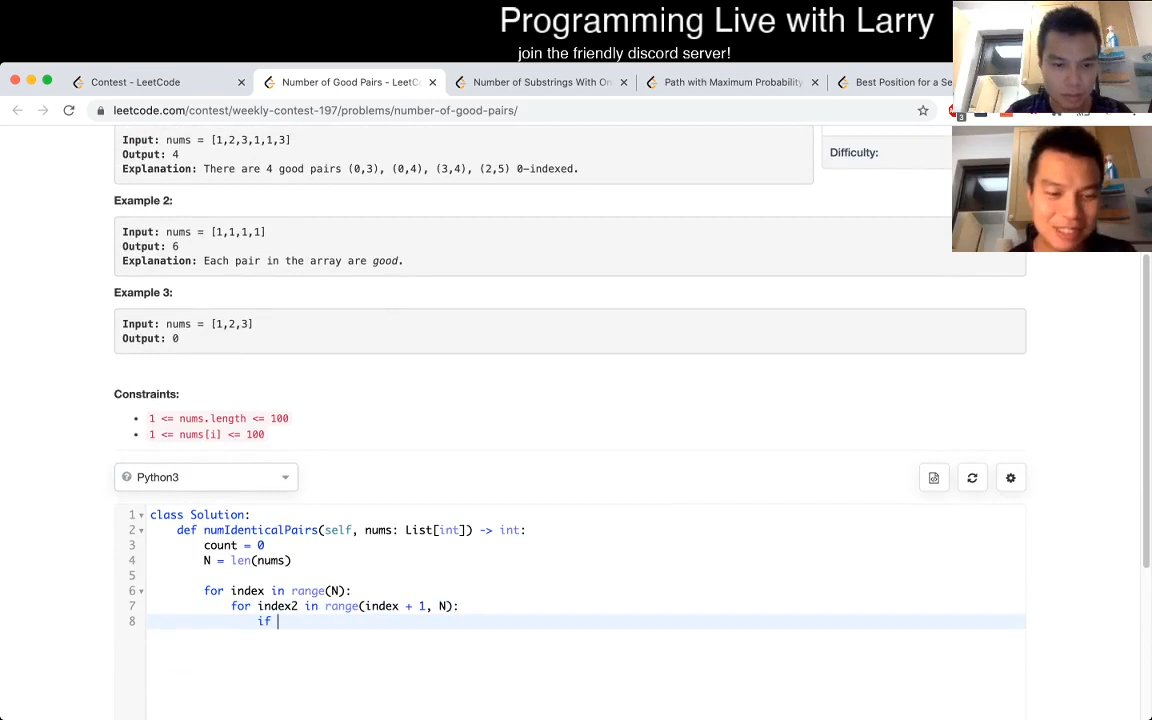 Programming Live with Larry
join the friendly discord server!
Contest - LeetCode
Number of Good Pairs - LeetC
Number of Substrings With On
Path with Maximum Probability
Best Position for a Se
leetcode.com/contest/weekly-contest-197/problems/number-of-good-pairs/
3
Input: nums = [1,2,3,1,1,3]
Output: 4
Explanation: There are 4 good pairs (0,3), (0,4), (3,4), (2,5) 0-indexed.
Difficulty:
Example 2:
Input: nums = [1,1,1,1]
Output: 6
Explanation: Each pair in the array are good.
Example 3:
Input: nums = [1,2,3]
Output: 0
Constraints:
1 <= nums.length <= 100
1 <= nums[i] <= 100
Python3
1 class Solution:
2 def numIdenticalPairs(self, nums: List[int]) -> int:
3 count = 0
4 N = len(nums)
5
6 for index in range(N):
7 for index2 in range(index + 1, N):
8 if